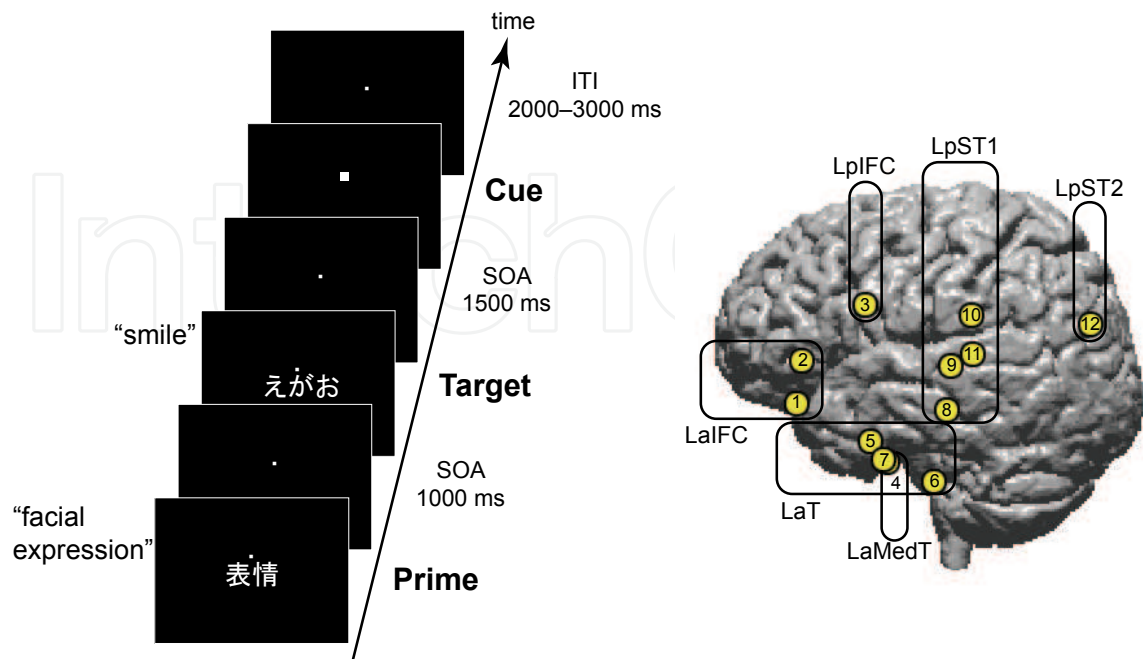 time
ITI
2000–3000 ms
Cue
SOA
1500 ms
“smile”
えがお
Target
SOA
1000 ms
“facial
expression”
表情
Prime
LpST1
LpIFC
LpST2
3
10
12
2
11
9
1
8
LaIFC
5
7
4
6
LaT
LaMedT